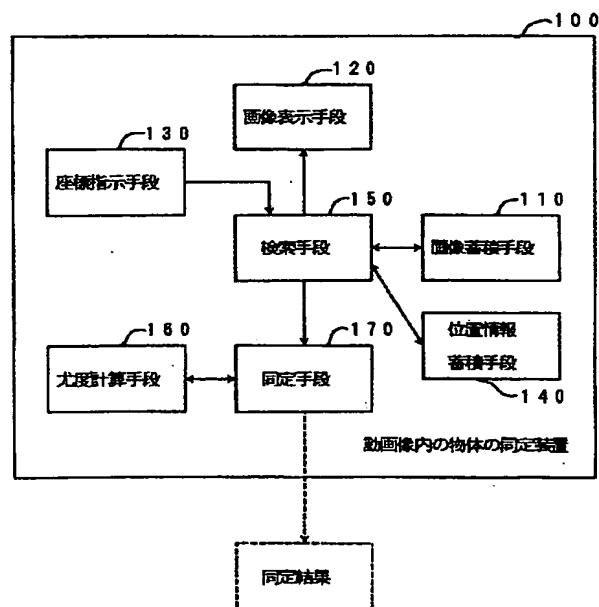 100
120
画像表示手段
130
座標指示手段
150
検索手段
110
画像蓄積手段
160
尤度計算手段
170
同定手段
位置情報
蓄積手段
140
動画像内の物体の同定装置
同定結果